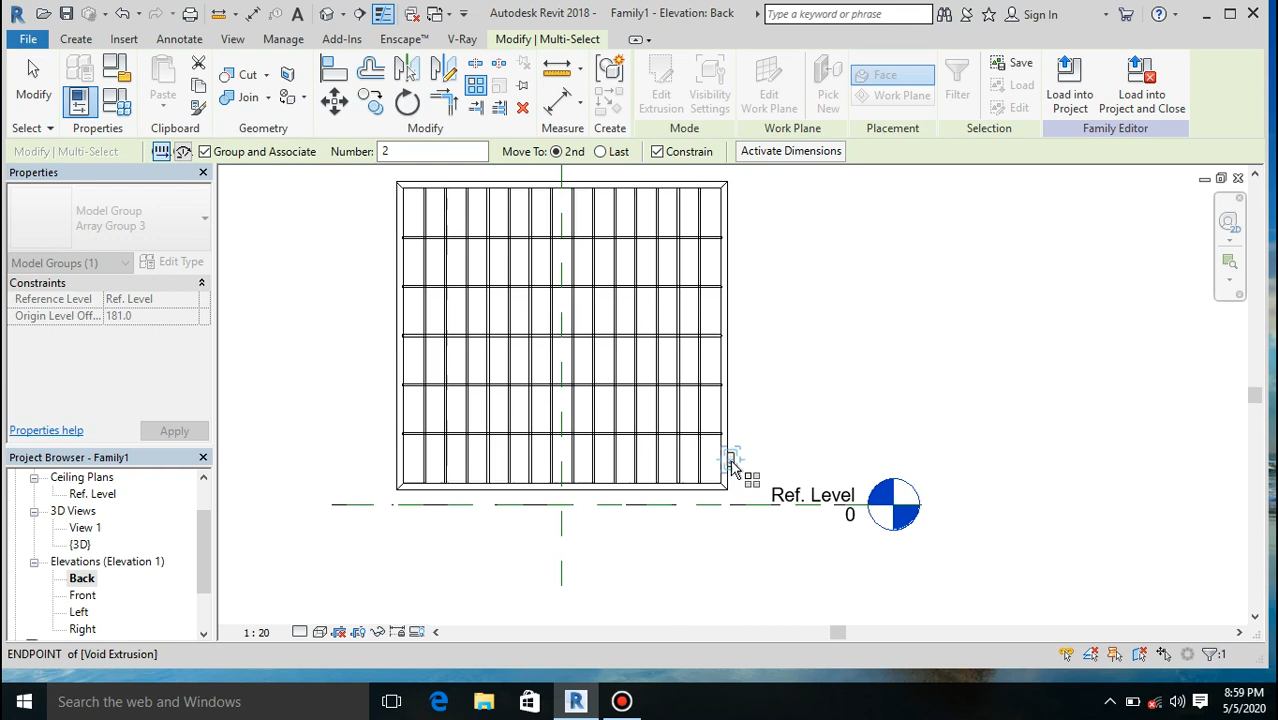 Autodesk Revit 2018 - Family1 - Elevation: Back
Type a keyword or phrase
Sign In
File Create Insert Annotate View Manage Add-Ins Enscape™ V-Ray Modify | Multi-Select
Modify
Select
Properties
Paste
Clipboard
Cut
Join
Geometry
Modify
Measure
Create
Edit Extrusion
Visibility Settings
Mode
Edit Work Plane
Pick New
Work Plane
Face
Work Plane
Placement
Filter
Save
Load
Edit
Selection
Load into Project
Load into Project and Close
Family Editor
Modify | Multi-Select
Group and Associate Number: 2 Move To: 2nd Last Constrain Activate Dimensions
Properties
Model Group
Array Group 3
Model Groups (1) Edit Type
Constraints
Reference Level Ref. Level
Origin Level Off... 181.0
Properties help Apply
Project Browser - Family1
Ceiling Plans
Ref. Level
3D Views
View 1
{3D}
Elevations (Elevation 1)
Back
Front
Left
Right
2D
Ref. Level
0
1 : 20
ENDPOINT of [Void Extrusion]
:1
Search the web and Windows
8:59 PM
5/5/2020